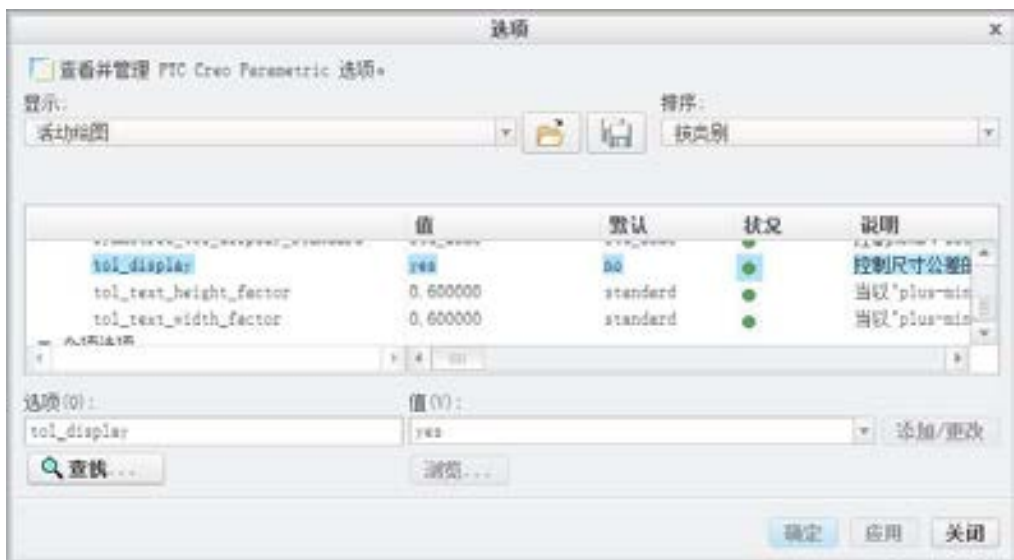 选项
查看并管理 PTC Creo Parametric 选项。
显示:
排序:
活动绘图
按类别
值 默认 状况 说明
tol_display yes no 控制尺寸公差的
tol_text_height_factor 0.600000 standard 当以"plus-min
tol_text_width_factor 0.600000 standard 当以"plus-min
选项(O):
值(V):
tol_display
yes
添加/更改
查找...
浏览...
确定 应用 关闭